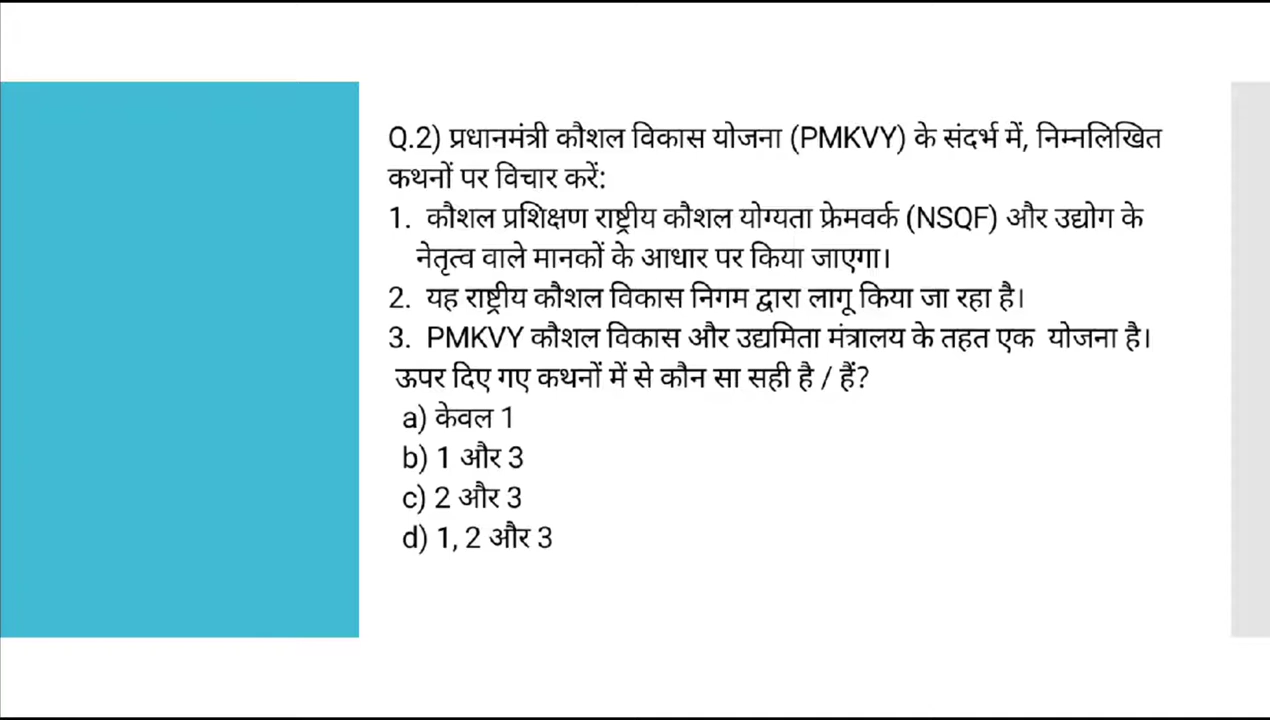 Q.2) प्रधानमंत्री कौशल विकास योजना (PMKVY) के संदर्भ में, निम्नलिखित
कथनों पर विचार करें:
1. कौशल प्रशिक्षण राष्ट्रीय कौशल योग्यता फ्रेमवर्क (NSQF) और उद्योग के
नेतृत्व वाले मानकों के आधार पर किया जाएगा।
2. यह राष्ट्रीय कौशल विकास निगम द्वारा लागू किया जा रहा है।
3. PMKVY कौशल विकास और उद्यमिता मंत्रालय के तहत एक योजना है।
ऊपर दिए गए कथनों में से कौन सा सही है / हैं?
a) केवल 1
b) 1 और 3
c) 2 और 3
d) 1, 2 और 3